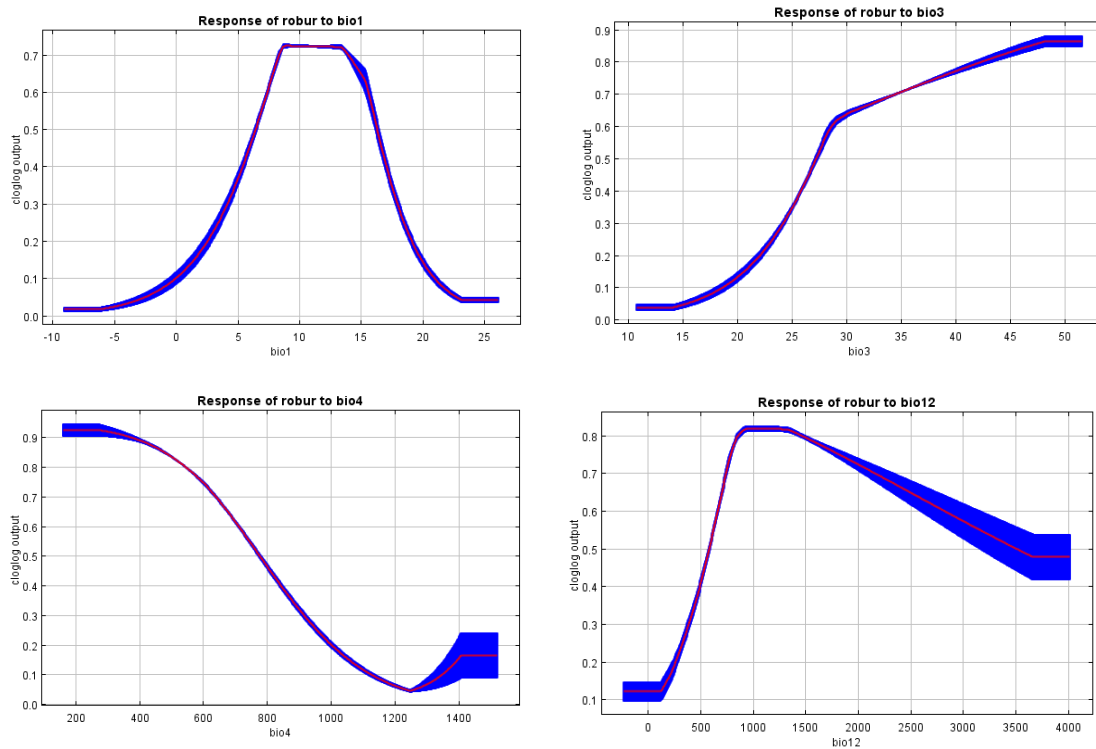 Response of robur to bio1
cloglog output
0.7
0.6
0.5
0.4
0.3
0.2
0.1
0.0
-10 -5 0 5 10 15 20 25
bio1
Response of robur to bio3
cloglog output
0.9
0.8
0.7
0.6
0.5
0.4
0.3
0.2
0.1
0.0
10 15 20 25 30 35 40 45 50
bio3
Response of robur to bio4
cloglog output
0.9
0.8
0.7
0.6
0.5
0.4
0.3
0.2
0.1
0.0
200 400 600 800 1000 1200 1400
bio4
Response of robur to bio12
cloglog output
0.8
0.7
0.6
0.5
0.4
0.3
0.2
0.1
0 500 1000 1500 2000 2500 3000 3500 4000
bio12